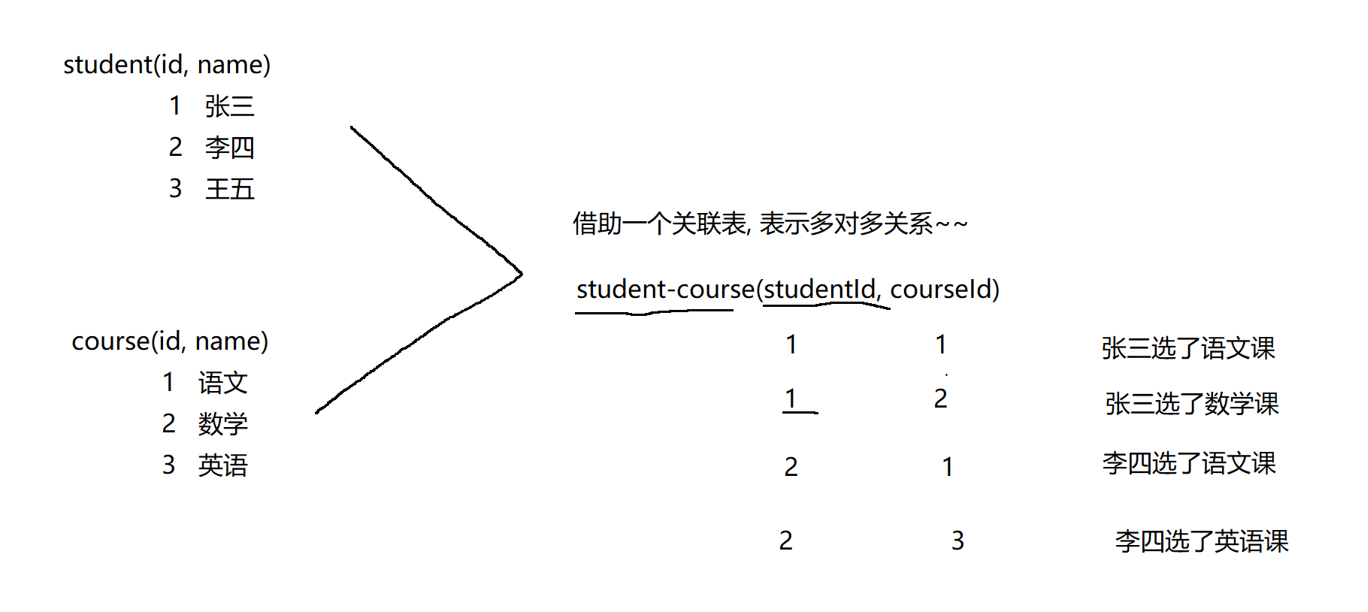 student(id, name)
1 张三
2 李四
3 王五
course(id, name)
1 语文
2 数学
3 英语
借助一个关联表, 表示多对多关系~~
student-course(studentId, courseId)
1 1 张三选了语文课
1 2 张三选了数学课
2 1 李四选了语文课
2 3 李四选了英语课